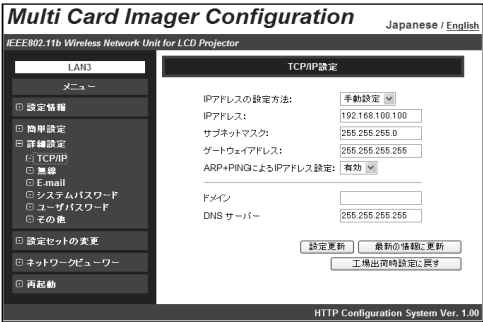 Multi Card Imager Configuration
Japanese / English
IEEE802.11b Wireless Network Unit for LCD Projector
LAN3
メニュー
設定情報
簡単設定
詳細設定
TCP/IP
無線
E-mail
システムパスワード
ユーザパスワード
その他
設定セットの変更
ネットワークビューワー
再起動
TCP/IP設定
IPアドレスの設定方法: 手動設定
IPアドレス: 192.168.100.100
サブネットマスク: 255.255.255.0
ゲートウェイアドレス: 255.255.255.255
ARP+PINGによるIPアドレス設定: 有効
ドメイン
DNS サーバー 255.255.255.255
設定更新 最新の情報に更新
工場出荷時設定に戻す
HTTP Configuration System Ver. 1.00